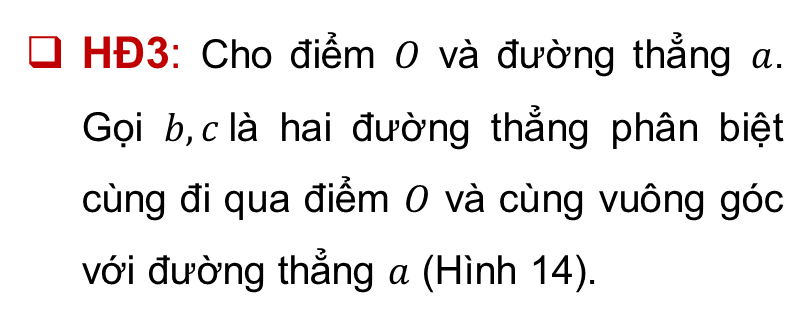 ❑ HĐ3: Cho điểm O và đường thẳng a.
Gọi b, c là hai đường thẳng phân biệt
cùng đi qua điểm O và cùng vuông góc
với đường thẳng a (Hình 14).